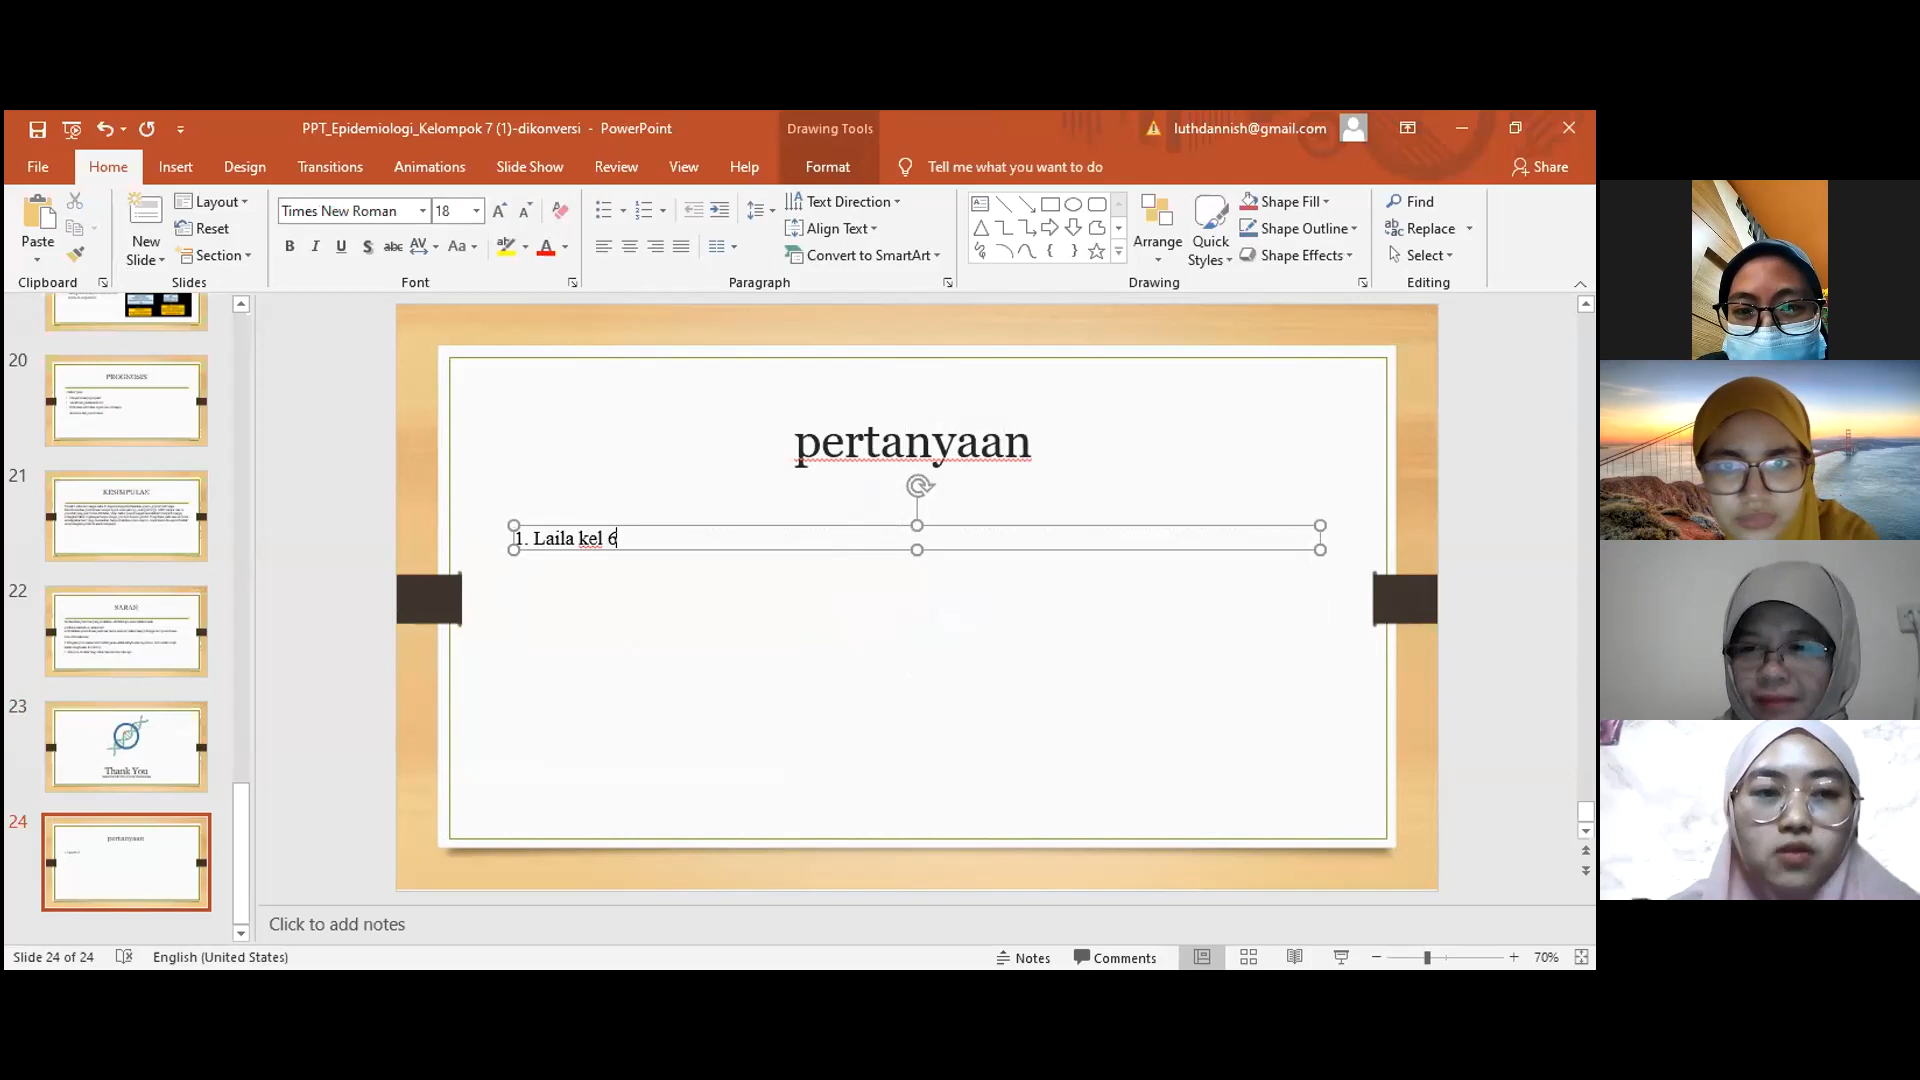 PPT_Epidemiologi_Kelompok 7 (1)-dikonversi - PowerPoint
Drawing Tools
luthdannish@gmail.com
File Home Insert Design Transitions Animations Slide Show Review View Help Format Tell me what you want to do Share
Paste
Clipboard
New Slide
Layout
Reset
Section
Slides
Times New Roman 18
B I U S abc AV Aa A
Font
Text Direction
Align Text
Convert to SmartArt
Paragraph
Arrange
Quick Styles
Shape Fill
Shape Outline
Shape Effects
Drawing
Find
Replace
Select
Editing
20
PROGNOSIS
21
KESIMPULAN
22
SARAN
23
Thank You
24
pertanyaan
pertanyaan
1. Laila kel 6
Click to add notes
Slide 24 of 24 English (United States) Notes Comments 70%